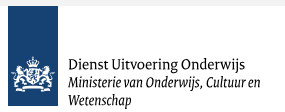 Dienst Uitvoering Onderwijs
Ministerie van Onderwijs, Cultuur en
Wetenschap